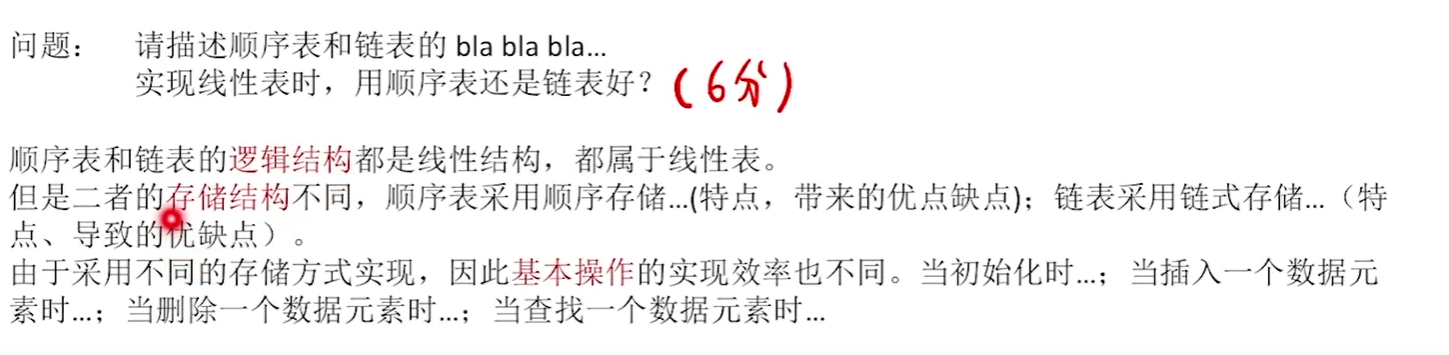 问题： 请描述顺序表和链表的 bla bla bla...
实现线性表时，用顺序表还是链表好？ (6分)
顺序表和链表的逻辑结构都是线性结构，都属于线性表。
但是二者的存储结构不同，顺序表采用顺序存储...(特点，带来的优点缺点)；链表采用链式存储...（特
点、导致的优缺点）。
由于采用不同的存储方式实现，因此基本操作的实现效率也不同。当初始化时...；当插入一个数据元
素时...；当删除一个数据元素时...；当查找一个数据元素时...